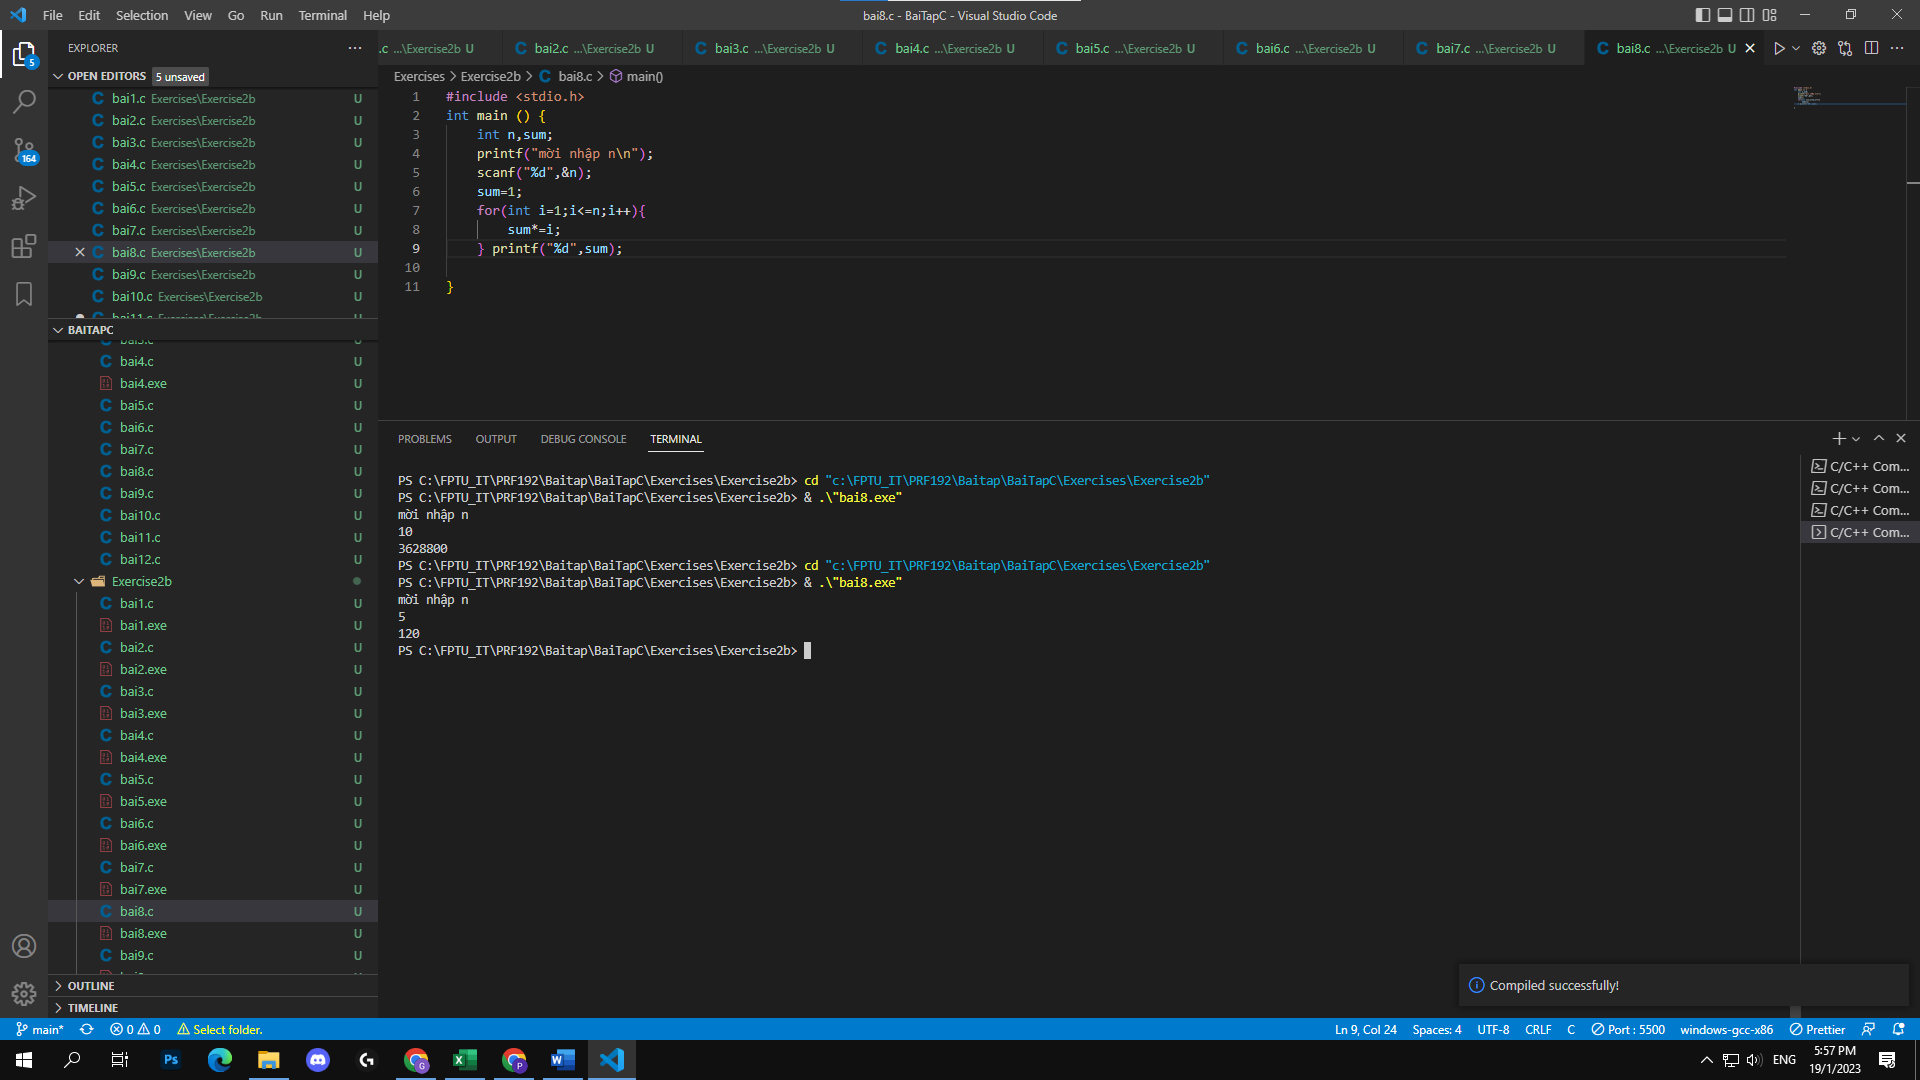 File Edit Selection View Go Run Terminal Help
bai8.c - BaiTapC - Visual Studio Code
EXPLORER
.c ...\Exercise2b U
bai2.c ...\Exercise2b U
bai3.c ...\Exercise2b U
bai4.c ...\Exercise2b U
bai5.c ...\Exercise2b U
bai6.c ...\Exercise2b U
bai7.c ...\Exercise2b U
bai8.c ...\Exercise2b U
OPEN EDITORS 5 unsaved
bai1.c Exercises\Exercise2b U
bai2.c Exercises\Exercise2b U
bai3.c Exercises\Exercise2b U
bai4.c Exercises\Exercise2b U
bai5.c Exercises\Exercise2b U
bai6.c Exercises\Exercise2b U
bai7.c Exercises\Exercise2b U
bai8.c Exercises\Exercise2b U
bai9.c Exercises\Exercise2b U
bai10.c Exercises\Exercise2b U
bai11.c Exercises\Exercise2b U
BAITAPC
bai3.c U
bai4.c U
bai4.exe U
bai5.c U
bai6.c U
bai7.c U
bai8.c U
bai9.c U
bai10.c U
bai11.c U
bai12.c U
Exercise2b
bai1.c U
bai1.exe U
bai2.c U
bai2.exe U
bai3.c U
bai3.exe U
bai4.c U
bai4.exe U
bai5.c U
bai5.exe U
bai6.c U
bai6.exe U
bai7.c U
bai7.exe U
bai8.c U
bai8.exe U
bai9.c U
OUTLINE
TIMELINE
5
164
Exercises > Exercise2b > bai8.c > main()
1 #include <stdio.h>
2 int main () {
3 int n,sum;
4 printf("mời nhập n\n");
5 scanf("%d",&n);
6 sum=1;
7 for(int i=1;i<=n;i++){
8 sum*=i;
9 } printf("%d",sum);
10
11 }
PROBLEMS OUTPUT DEBUG CONSOLE TERMINAL
PS C:\FPTU_IT\PRF192\Baitap\BaiTapC\Exercises\Exercise2b> cd "c:\FPTU_IT\PRF192\Baitap\BaiTapC\Exercises\Exercise2b"
PS C:\FPTU_IT\PRF192\Baitap\BaiTapC\Exercises\Exercise2b> & .\"bai8.exe"
mời nhập n
10
3628800
PS C:\FPTU_IT\PRF192\Baitap\BaiTapC\Exercises\Exercise2b> cd "c:\FPTU_IT\PRF192\Baitap\BaiTapC\Exercises\Exercise2b"
PS C:\FPTU_IT\PRF192\Baitap\BaiTapC\Exercises\Exercise2b> & .\"bai8.exe"
mời nhập n
5
120
PS C:\FPTU_IT\PRF192\Baitap\BaiTapC\Exercises\Exercise2b>
C/C++ Com...
C/C++ Com...
C/C++ Com...
C/C++ Com...
Compiled successfully!
main* 0 0 Select folder.
Ln 9, Col 24 Spaces: 4 UTF-8 CRLF C Port : 5500 windows-gcc-x86 Prettier
Ps G P W
ENG
5:57 PM
19/1/2023